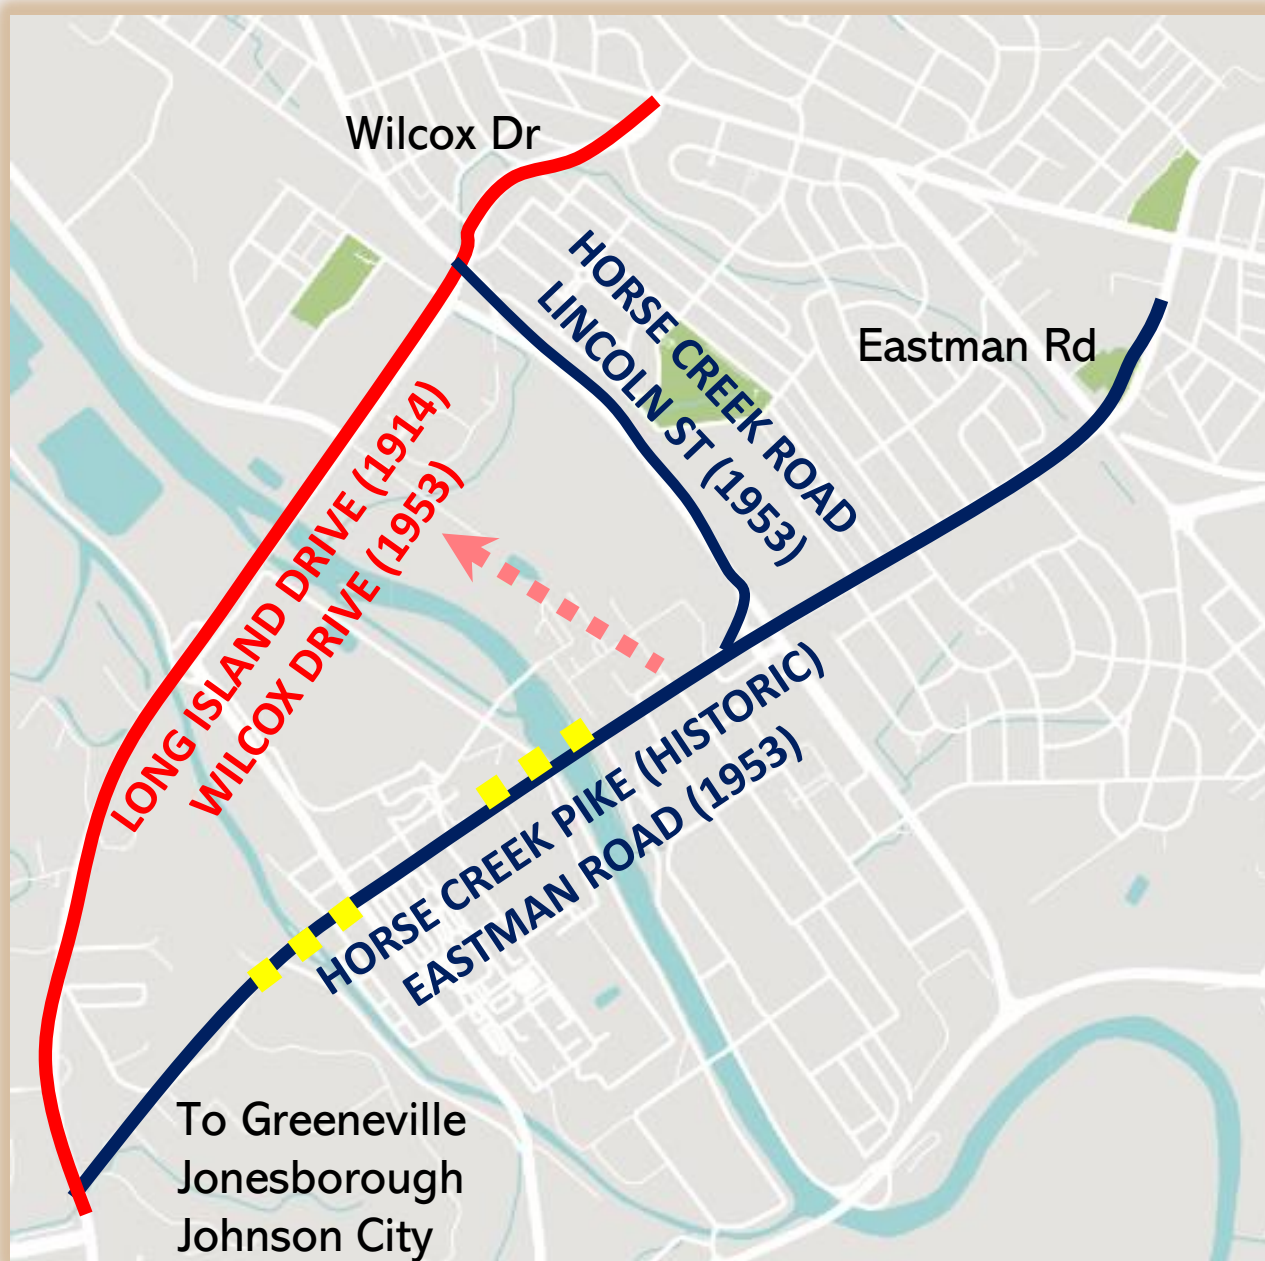 Wilcox Dr
HORSE CREEK ROAD
LINCOLN ST (1953)
Eastman Rd
LONG ISLAND DRIVE (1914)
WILCOX DRIVE (1953)
HORSE CREEK PIKE (HISTORIC)
EASTMAN ROAD (1953)
To Greeneville
Jonesborough
Johnson City